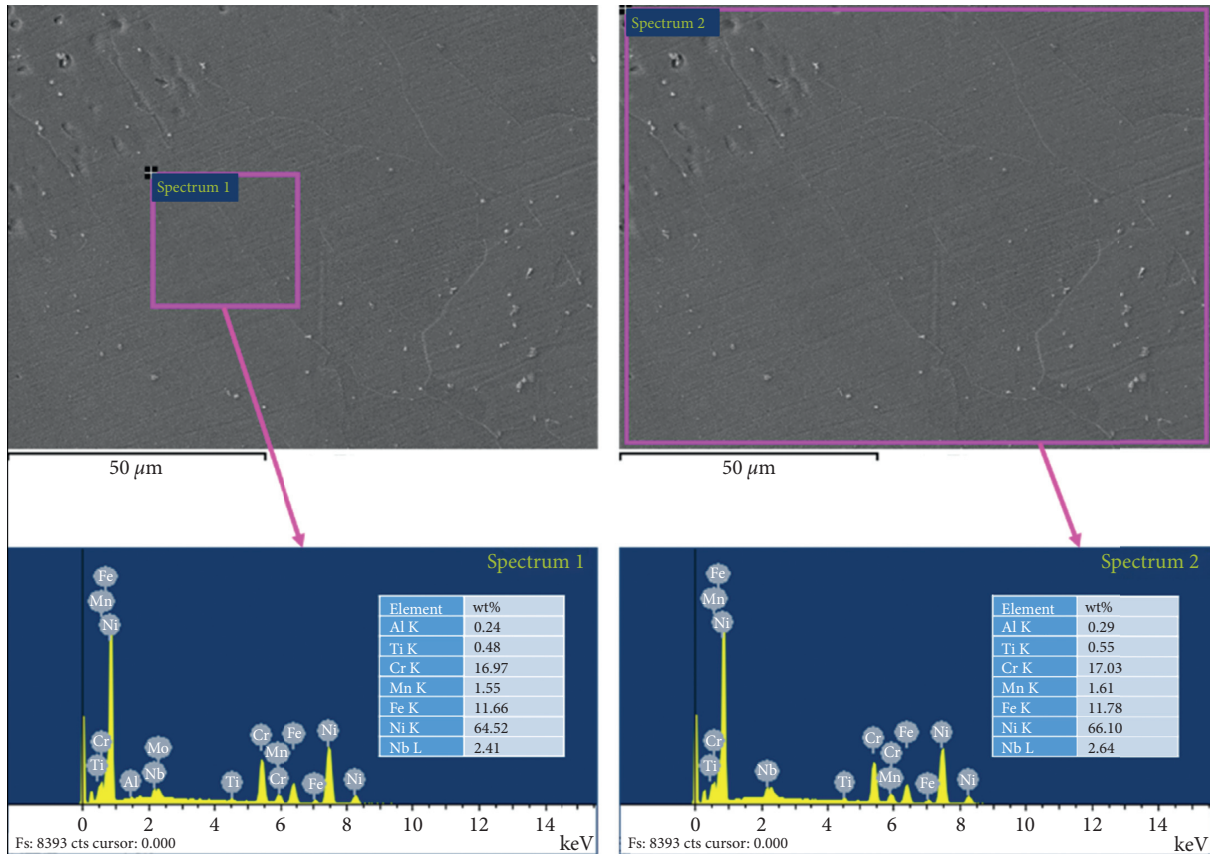 Spectrum 1
50 μm
Spectrum 2
50 μm
Spectrum 1
Fe
Mn
Ni
Cr
Ti
Al
Mo
Nb
Ti
Cr
Mn
Cr
Fe
Fe
Ni
Ni
Element wt%
Al K 0.24
Ti K 0.48
Cr K 16.97
Mn K 1.55
Fe K 11.66
Ni K 64.52
Nb L 2.41
0 2 4 6 8 10 12 14
keV
Fs: 8393 cts cursor: 0.000
Spectrum 2
Fe
Mn
Ni
Cr
Ti
Nb
Ti
Cr
Cr
Mn
Fe
Fe
Ni
Ni
Element wt%
Al K 0.29
Ti K 0.55
Cr K 17.03
Mn K 1.61
Fe K 11.78
Ni K 66.10
Nb L 2.64
0 2 4 6 8 10 12 14
keV
Fs: 8393 cts cursor: 0.000